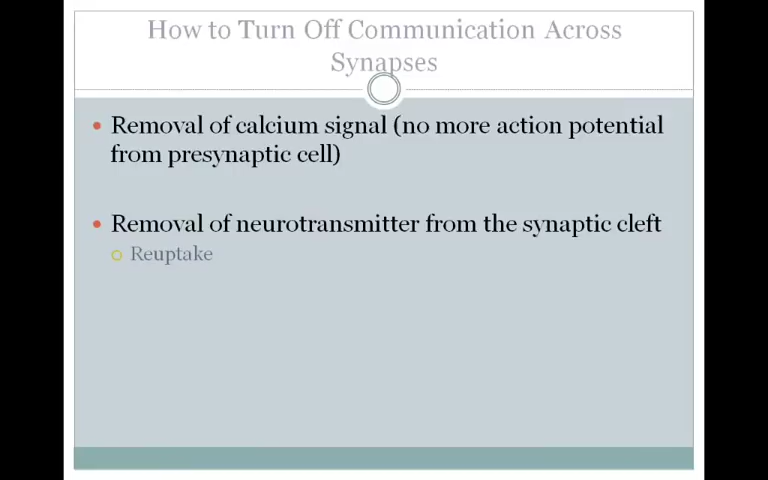 How to Turn Off Communication Across
Synapses
Removal of calcium signal (no more action potential
from presynaptic cell)
Removal of neurotransmitter from the synaptic cleft
Reuptake